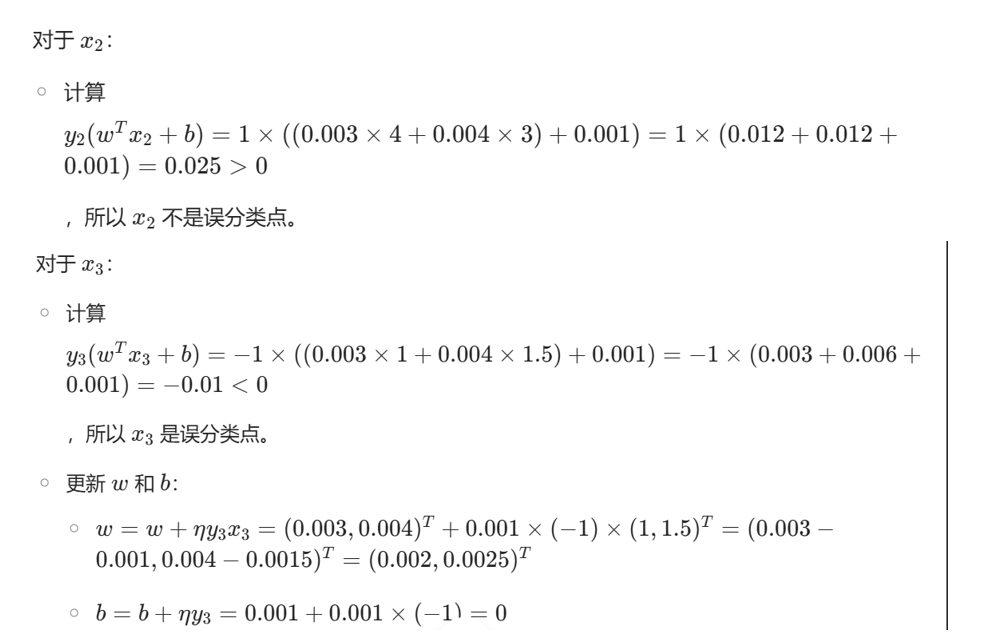 对于 $x_2$：
计算
$y_2(w^Tx_2 + b) = 1 \times ((0.003 \times 4 + 0.004 \times 3) + 0.001) = 1 \times (0.012 + 0.012 +$
$0.001) = 0.025 > 0$
，所以 $x_2$ 不是误分类点。
对于 $x_3$：
计算
$y_3(w^Tx_3 + b) = -1 \times ((0.003 \times 1 + 0.004 \times 1.5) + 0.001) = -1 \times (0.003 + 0.006 +$
$0.001) = -0.01 < 0$
，所以 $x_3$ 是误分类点。
更新 $w$ 和 $b$：
$w = w + \eta y_3x_3 = (0.003, 0.004)^T + 0.001 \times (-1) \times (1, 1.5)^T = (0.003 -$
$0.001, 0.004 - 0.0015)^T = (0.002, 0.0025)^T$
$b = b + \eta y_3 = 0.001 + 0.001 \times (-1) = 0$